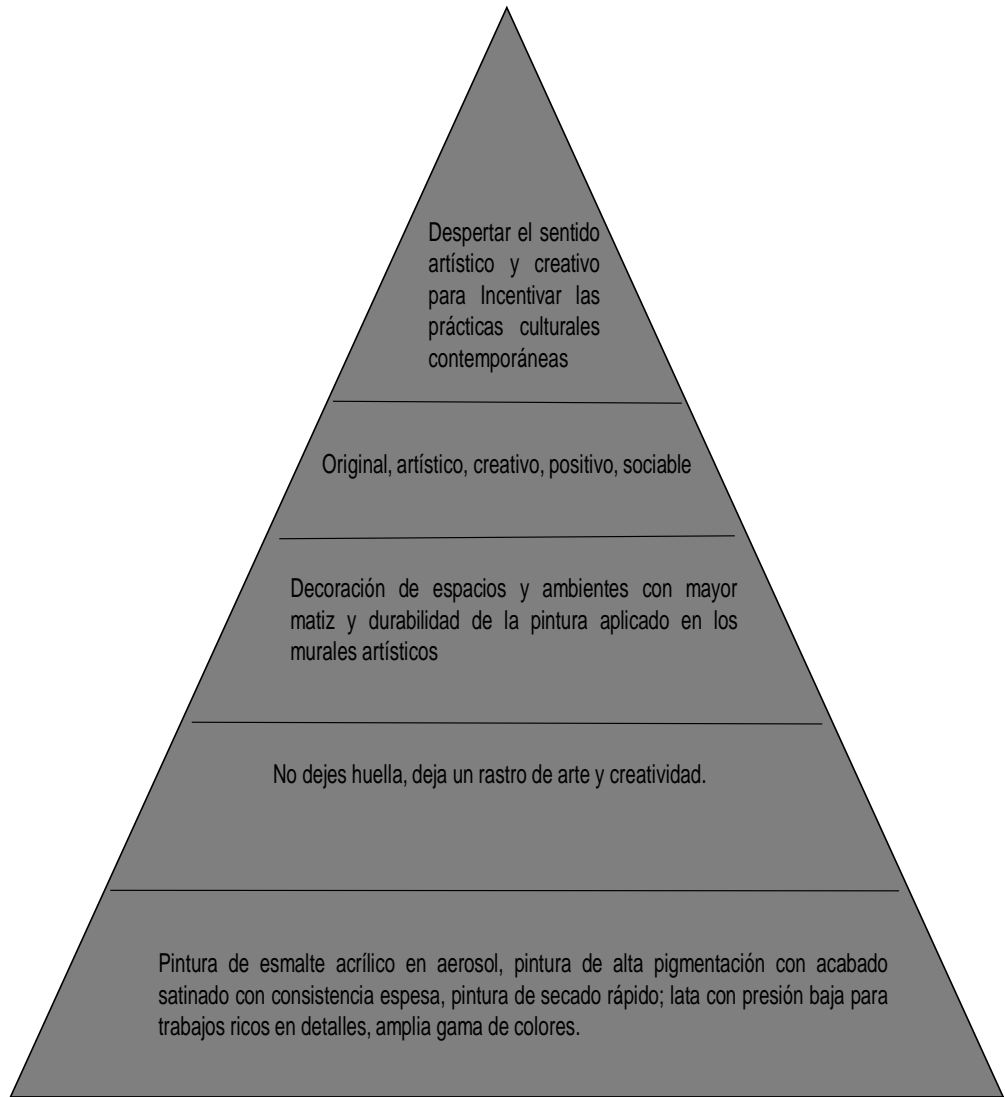 Despertar el sentido
artístico y creativo
para Incentivar las
prácticas culturales
contemporáneas
Original, artístico, creativo, positivo, sociable
Decoración de espacios y ambientes con mayor
matiz y durabilidad de la pintura aplicado en los
murales artísticos
No dejes huella, deja un rastro de arte y creatividad.
Pintura de esmalte acrílico en aerosol, pintura de alta pigmentación con acabado
satinado con consistencia espesa, pintura de secado rápido; lata con presión baja para
trabajos ricos en detalles, amplia gama de colores.